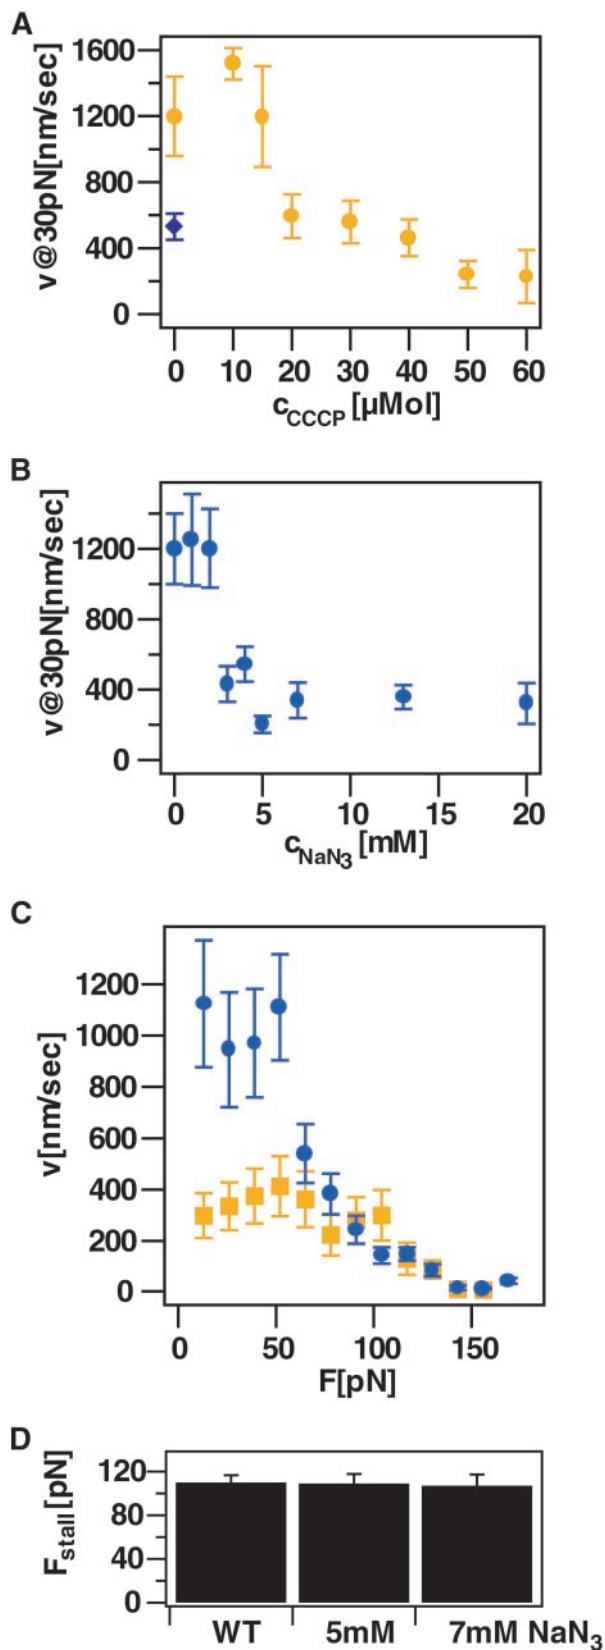 A
v@30pN[nm/sec]
1600
1200
800
400
0
0 10 20 30 40 50 60
cCCCP [µMol]
B
v@30pN[nm/sec]
1200
800
400
0
0 5 10 15 20
cNaN3 [mM]
C
v[nm/sec]
1200
1000
800
600
400
200
0
0 50 100 150
F[pN]
D
Fstall[pN]
120
80
40
0
WT 5mM 7mM NaN3